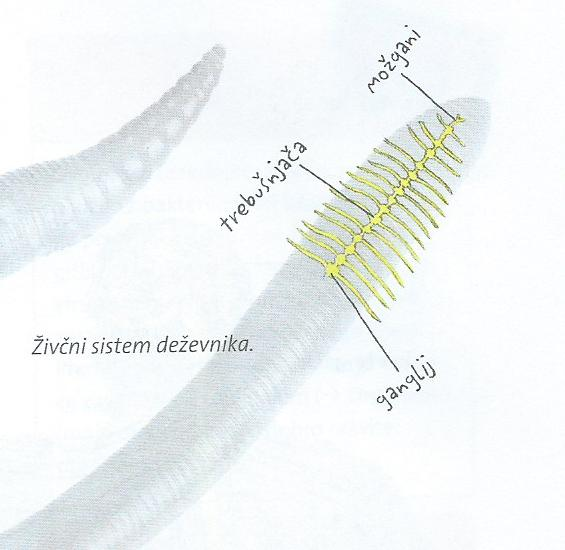 možgani
trebušnjača
Živčni sistem deževnika.
ganglij